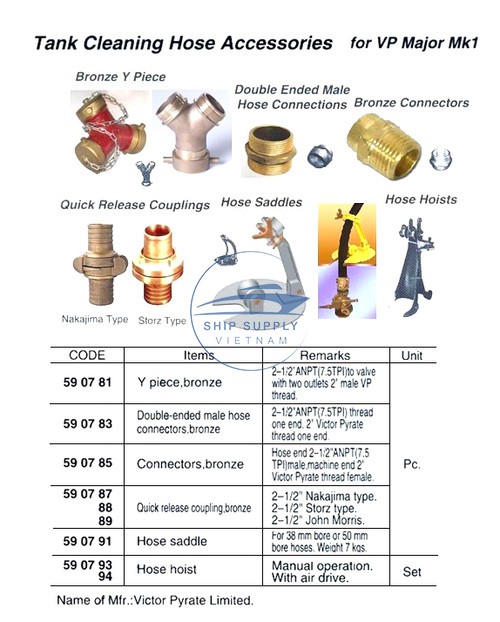 Tank Cleaning Hose Accessories for VP Major Mk1
Bronze Y Piece
Double Ended Male
Hose Connections
Bronze Connectors
Quick Release Couplings
Hose Saddles
Hose Hoists
Nakajima Type
Storz Type
SHIP SUPPLY
VIETNAM
CODE Items Remarks Unit
59 07 81 Y piece,bronze 2–1/2"ANPT(7.5TPI)to valve
with two outlets 2" male VP
thread.
59 07 83 Double-ended male hose
connectors,bronze
2–1/2"ANPT(7.5TPI) thread
one end. 2" Victor Pyrate
thread one end.
59 07 85 Connectors,bronze
Hose end 2–1/2"ANPT(7.5
TPI)male,machine end 2"
Victor Pyrate thread female.
Pc.
59 07 87
88
89
Quick release coupling,bronze
2–1/2" Nakajima type.
2–1/2" Storz type.
2–1/2" John Morris.
59 07 91 Hose saddle
For 38 mm bore or 50 mm
bore hoses. Weight 7 kgs.
59 07 93
94
Hose hoist
Manual operation.
With air drive.
Set
Name of Mfr.:Victor Pyrate Limited.